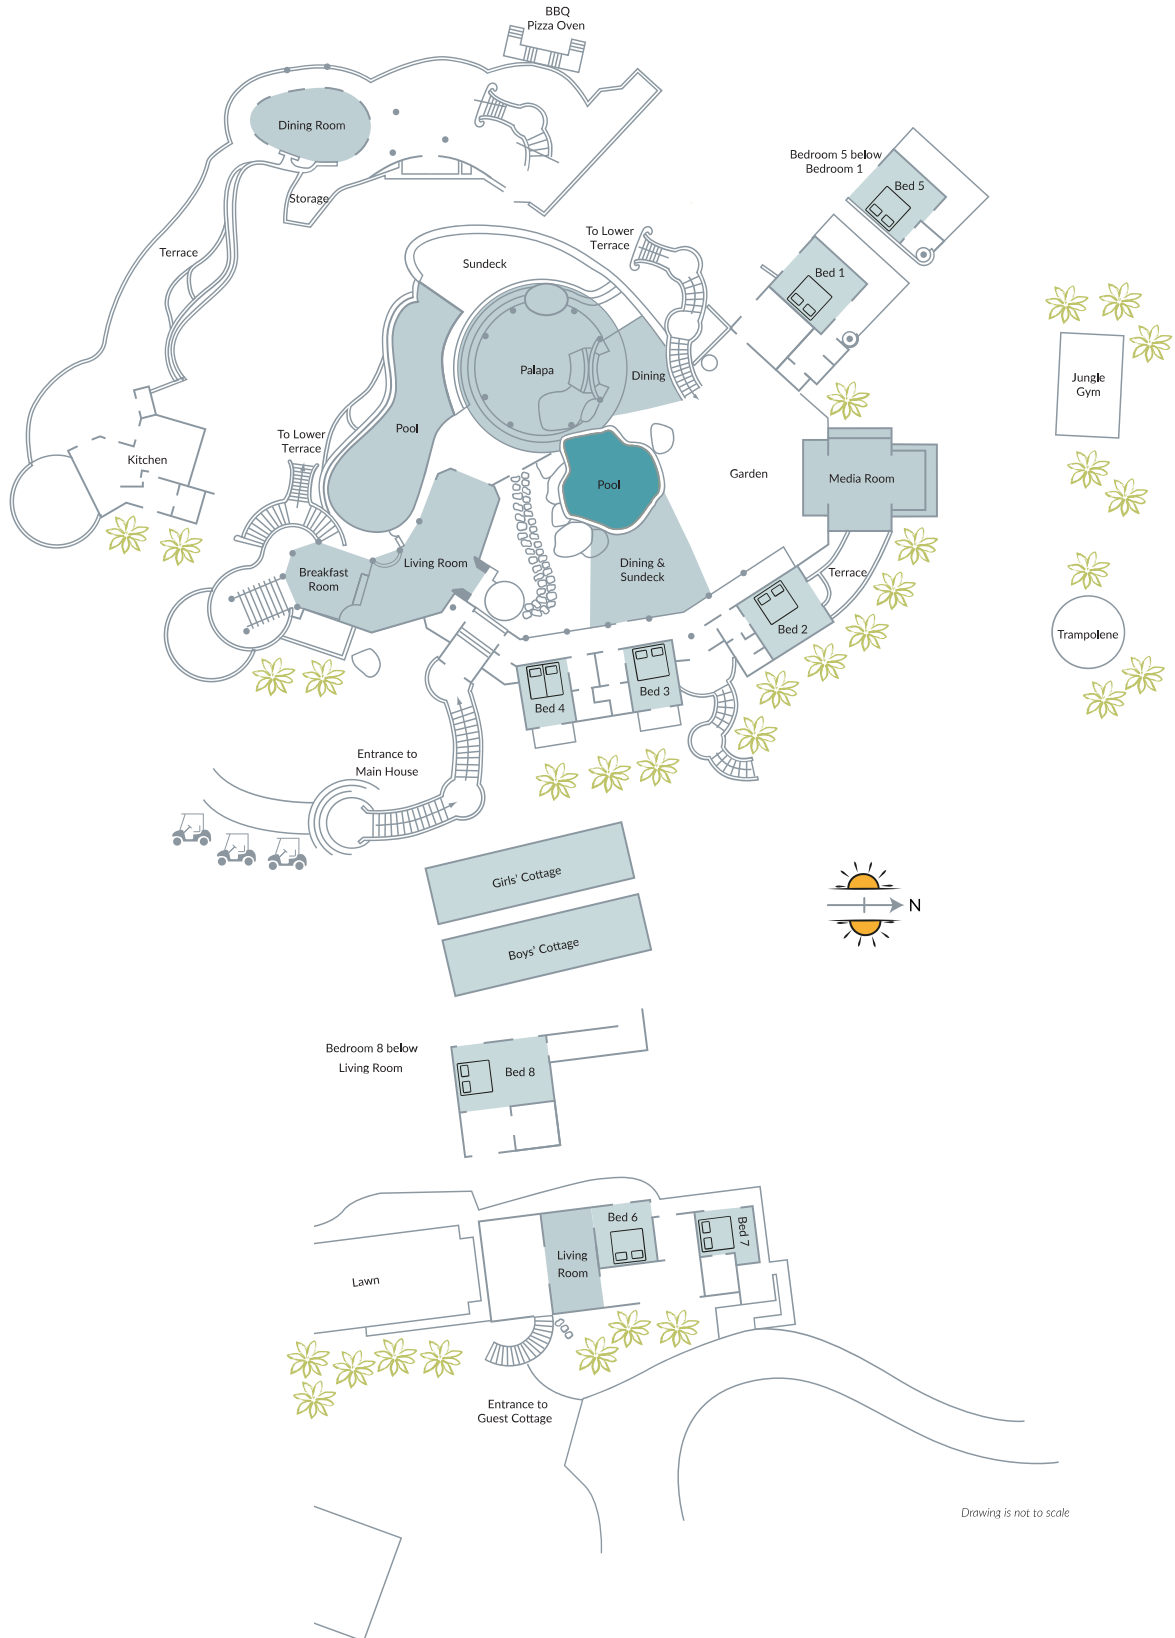 BBQ
Pizza Oven
Dining Room
Storage
Terrace
Bedroom 5 below
Bedroom 1
Bed 5
To Lower
Terrace
Sundeck
Bed 1
Palapa
Dining
Jungle
Gym
Pool
To Lower
Terrace
Kitchen
Garden
Media Room
Pool
Living Room
Breakfast
Room
Dining &
Sundeck
Terrace
Bed 2
Trampolene
Bed 3
Bed 4
Entrance to
Main House
Girls' Cottage
N
Boys' Cottage
Bedroom 8 below
Living Room
Bed 8
Bed 6
Bed 7
Living
Room
Lawn
Entrance to
Guest Cottage
Drawing is not to scale